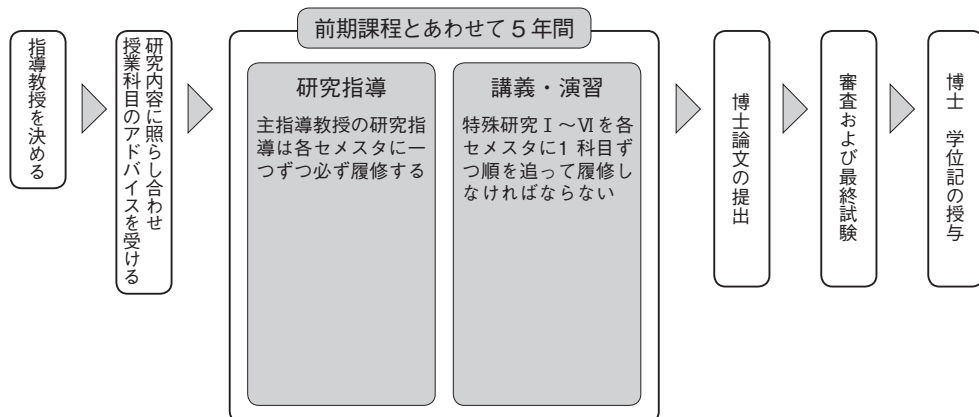 指導教授を決める
研究内容に照らし合わせ
授業科目のアドバイスを受ける
前期課程とあわせて5年間
研究指導
主指導教授の研究指
導は各セメスタに一
つずつ必ず履修する
講義・演習
特殊研究Ⅰ～Ⅵを各
セメスタに1 科目ず
つ順を追って履修し
なければならない
博士論文の提出
審査および最終試験
博士　学位記の授与